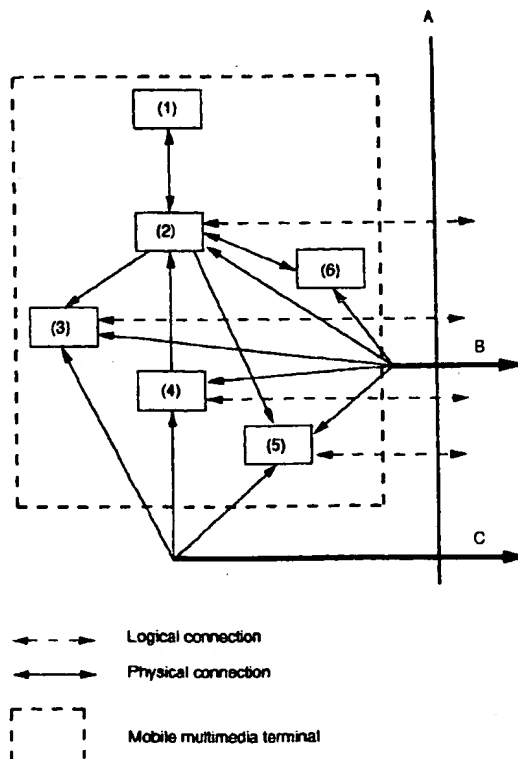 A
(1)
(2)
(6)
(3)
B
(4)
(5)
C
Logical connection
Physical connection
Mobile multimedia terminal